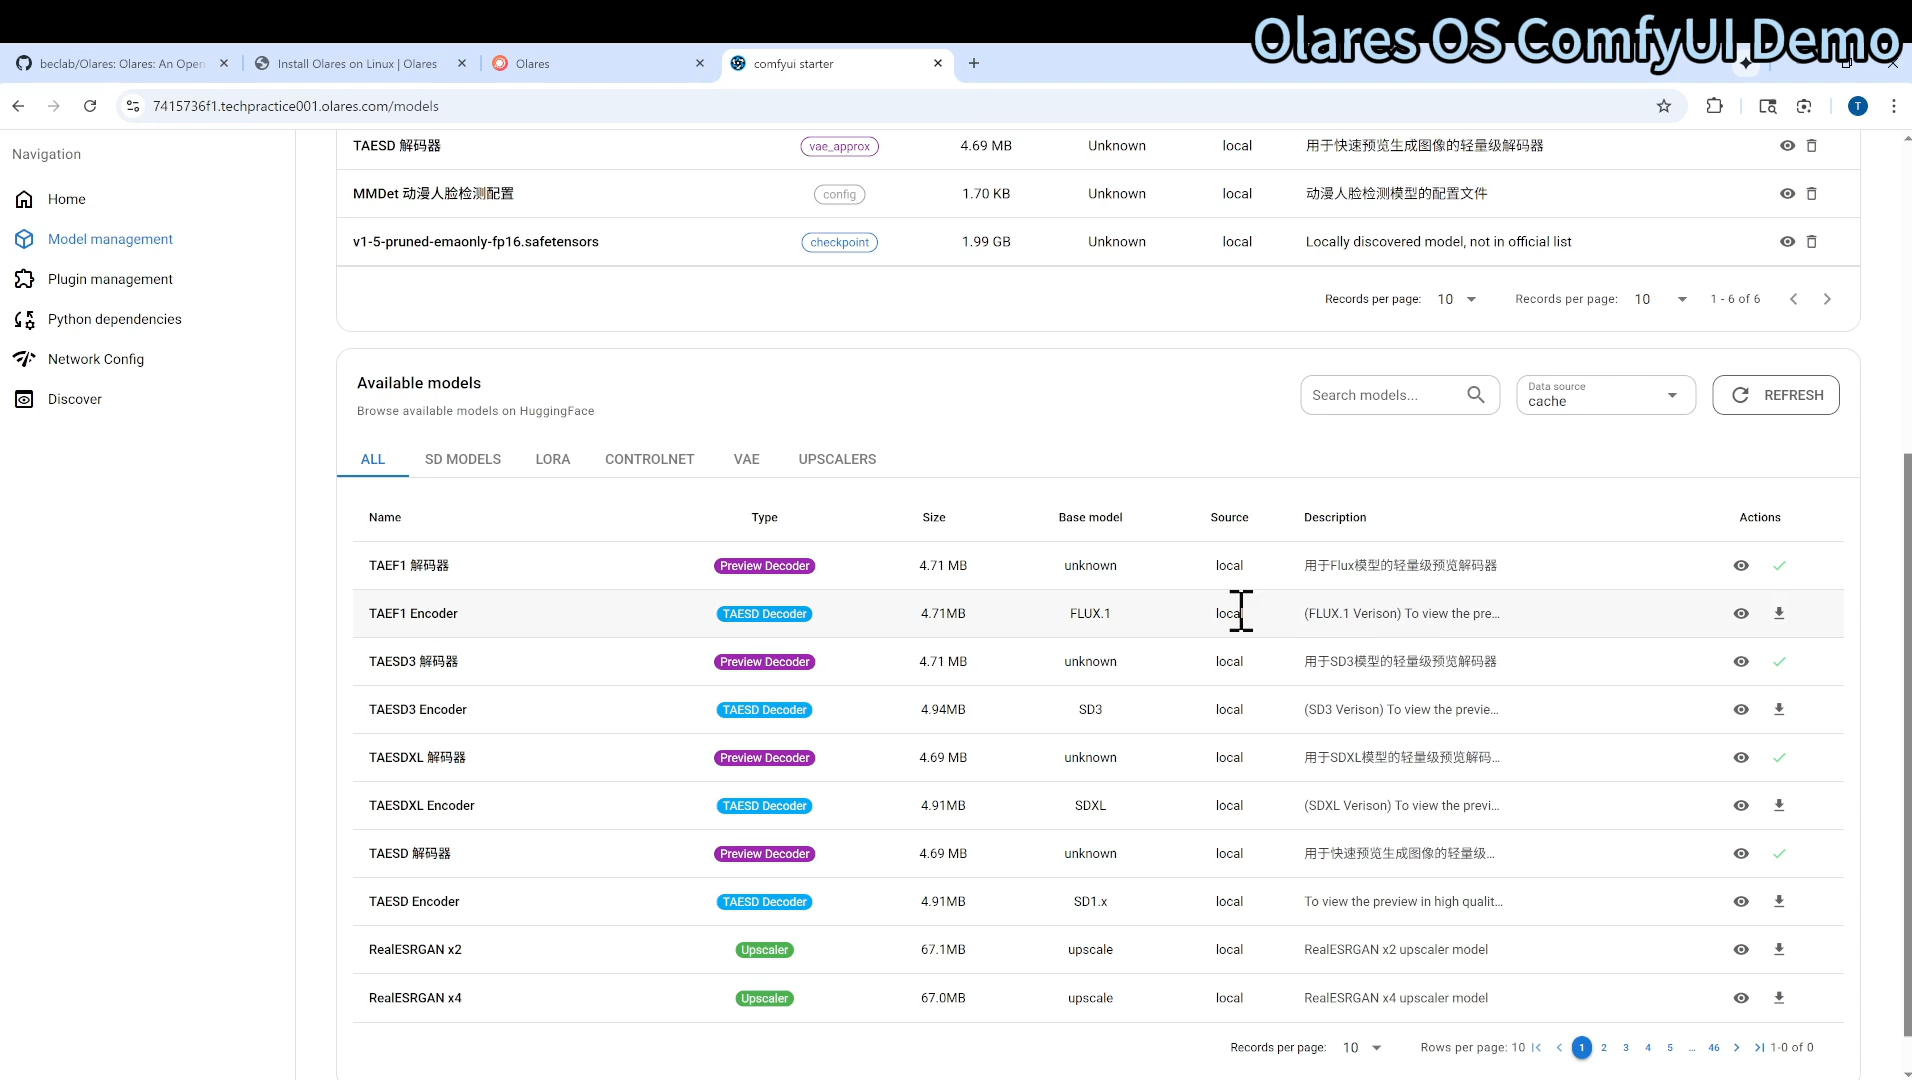 Olares OS ComfyUI Demo
beclab/Olares: Olares: An Open
Install Olares on Linux | Olares
Olares
comfyui starter
7415736f1.techpractice001.olares.com/models
T
Navigation
Home
Model management
Plugin management
Python dependencies
Network Config
Discover
TAESD 解码器 vae_approx 4.69 MB Unknown local 用于快速预览生成图像的轻量级解码器
MMDet 动漫人脸检测配置 config 1.70 KB Unknown local 动漫人脸检测模型的配置文件
v1-5-pruned-emaonly-fp16.safetensors checkpoint 1.99 GB Unknown local Locally discovered model, not in official list
Records per page: 10 Records per page: 10 1 - 6 of 6
Available models
Browse available models on HuggingFace
Search models...
Data source
cache
REFRESH
ALL SD MODELS LORA CONTROLNET VAE UPSCALERS
Name Type Size Base model Source Description Actions
TAEF1 解码器 Preview Decoder 4.71 MB unknown local 用于Flux模型的轻量级预览解码器
TAEF1 Encoder TAESD Decoder 4.71MB FLUX.1 local (FLUX.1 Verison) To view the pre...
TAESD3 解码器 Preview Decoder 4.71 MB unknown local 用于SD3模型的轻量级预览解码器
TAESD3 Encoder TAESD Decoder 4.94MB SD3 local (SD3 Verison) To view the previe...
TAESDXL 解码器 Preview Decoder 4.69 MB unknown local 用于SDXL模型的轻量级预览解码...
TAESDXL Encoder TAESD Decoder 4.91MB SDXL local (SDXL Verison) To view the previ...
TAESD 解码器 Preview Decoder 4.69 MB unknown local 用于快速预览生成图像的轻量级...
TAESD Encoder TAESD Decoder 4.91MB SD1.x local To view the preview in high qualit...
RealESRGAN x2 Upscaler 67.1MB upscale local RealESRGAN x2 upscaler model
RealESRGAN x4 Upscaler 67.0MB upscale local RealESRGAN x4 upscaler model
Records per page: 10 Rows per page: 10 1 2 3 4 5 ... 46 1-0 of 0